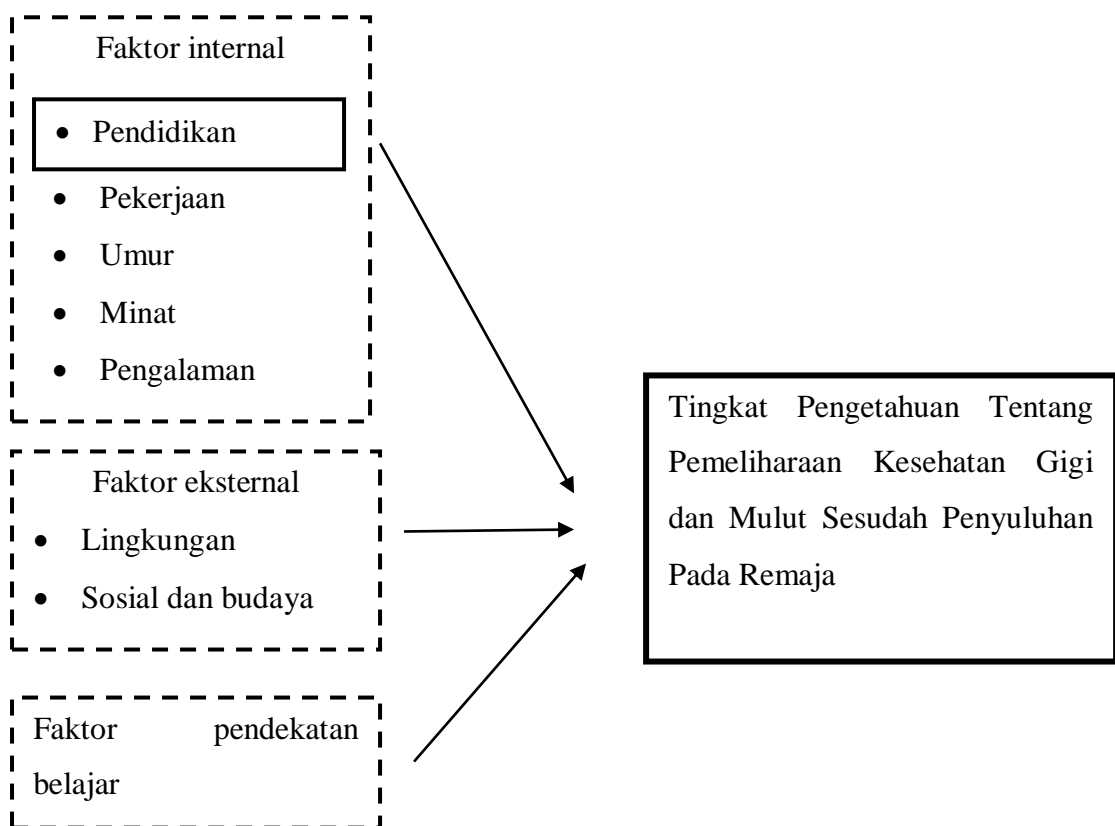 Faktor internal
• Pendidikan
• Pekerjaan
• Umur
• Minat
• Pengalaman
Faktor eksternal
• Lingkungan
• Sosial dan budaya
Faktor pendekatan
belajar
Tingkat Pengetahuan Tentang
Pemeliharaan Kesehatan Gigi
dan Mulut Sesudah Penyuluhan
Pada Remaja